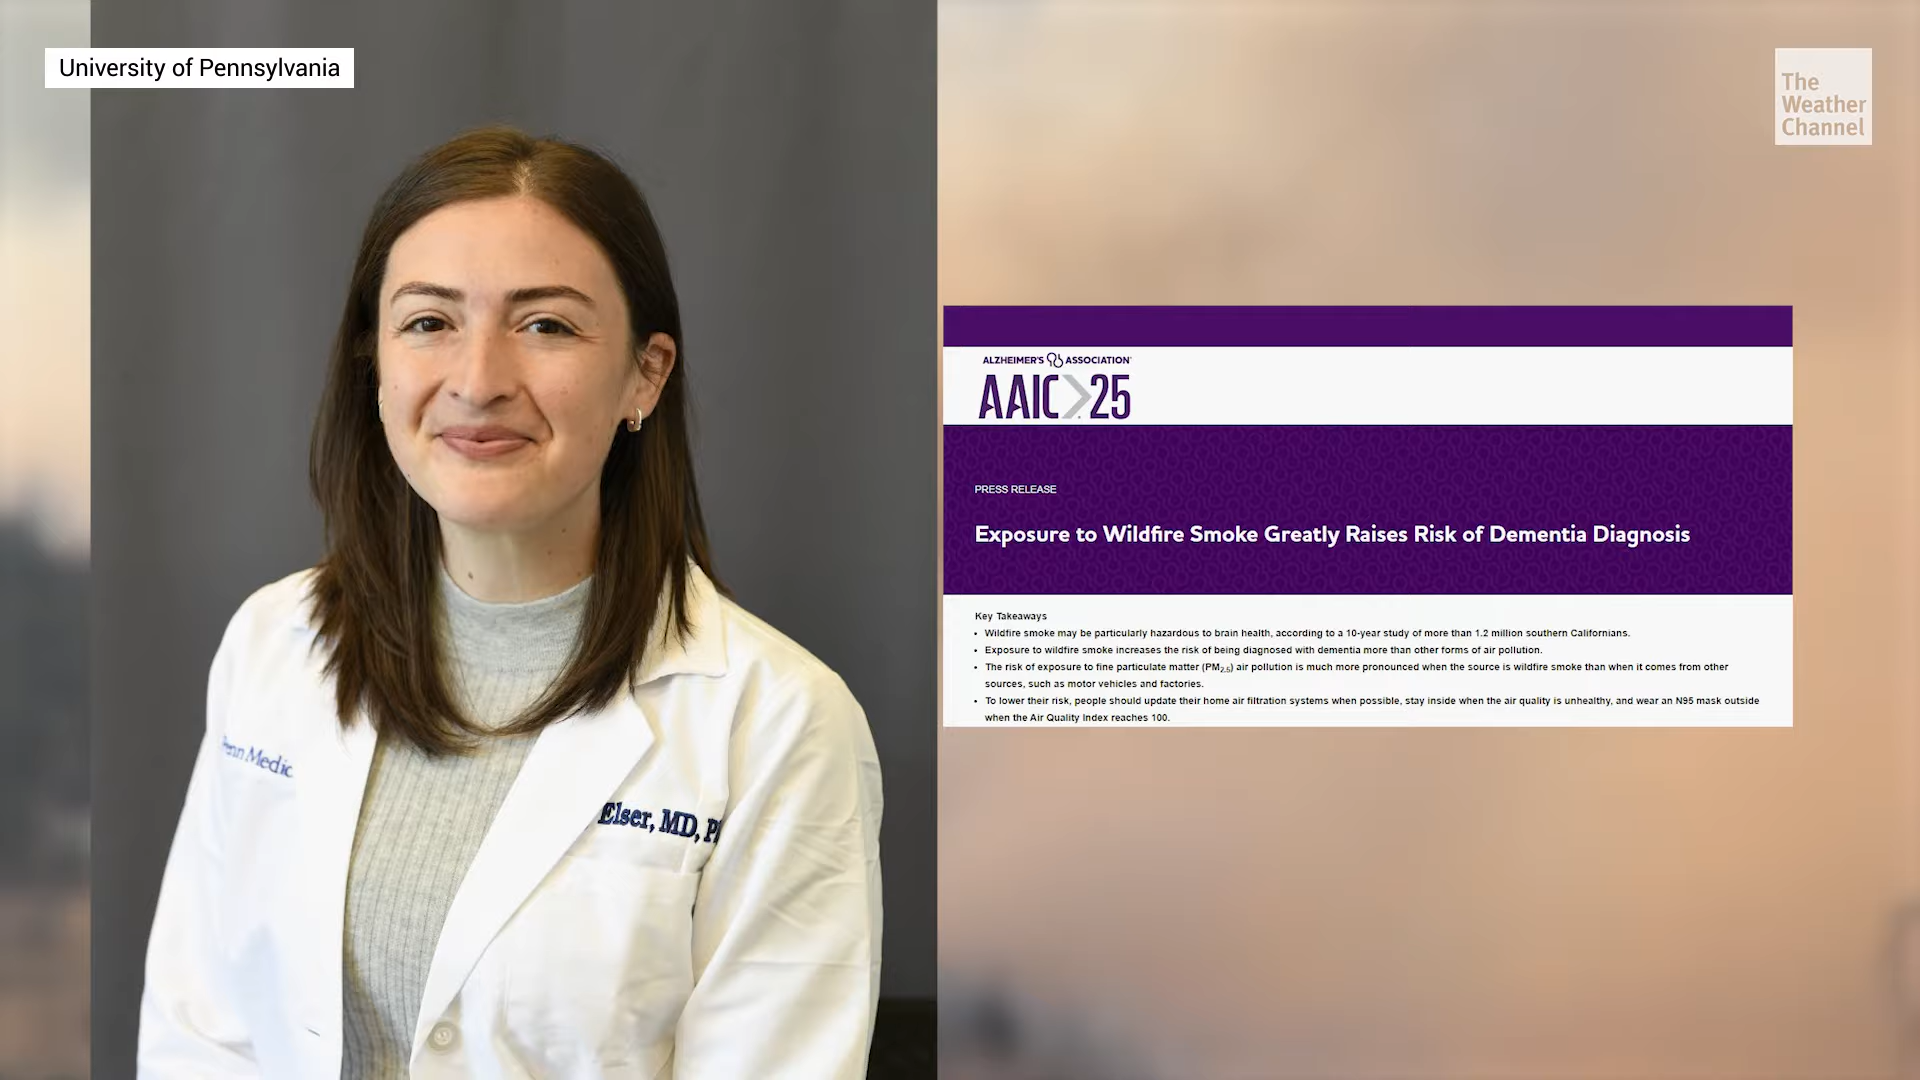 University of Pennsylvania
The
Weather
Channel
ALZHEIMER'S ASSOCIATION
AAIC 25
PRESS RELEASE
Exposure to Wildfire Smoke Greatly Raises Risk of Dementia Diagnosis
Key Takeaways
• Wildfire smoke may be particularly hazardous to brain health, according to a 10-year study of more than 1.2 million southern Californians.
• Exposure to wildfire smoke increases the risk of being diagnosed with dementia more than other forms of air pollution.
• The risk of exposure to fine particulate matter (PM2.5) air pollution is much more pronounced when the source is wildfire smoke than when it comes from other
sources, such as motor vehicles and factories.
• To lower their risk, people should update their home air filtration systems when possible, stay inside when the air quality is unhealthy, and wear an N95 mask outside
when the Air Quality Index reaches 100.
Penn Medic
Elser, MD, P